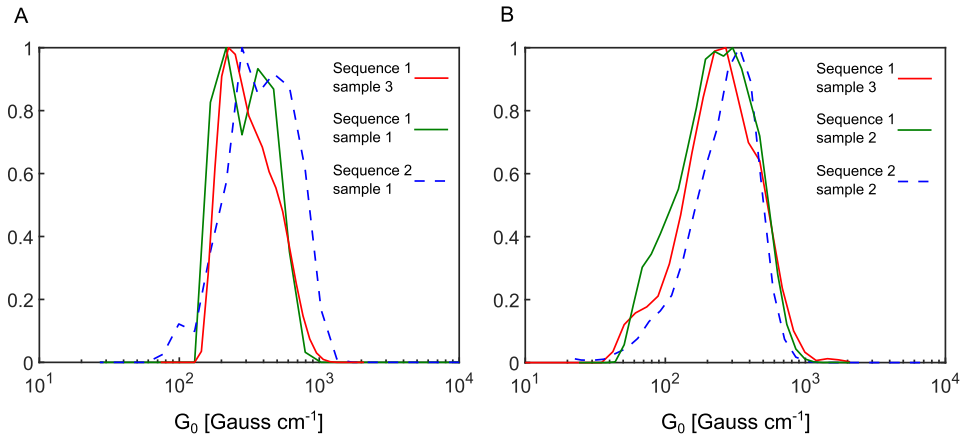 A
1
0.8
0.6
0.4
0.2
0
10^1
10^2
10^3
10^4
G_0 [Gauss cm^-1]
Sequence 1
sample 3
Sequence 1
sample 1
Sequence 2
sample 1
B
1
0.8
0.6
0.4
0.2
0
10^1
10^2
10^3
10^4
G_0 [Gauss cm^-1]
Sequence 1
sample 3
Sequence 1
sample 2
Sequence 2
sample 2